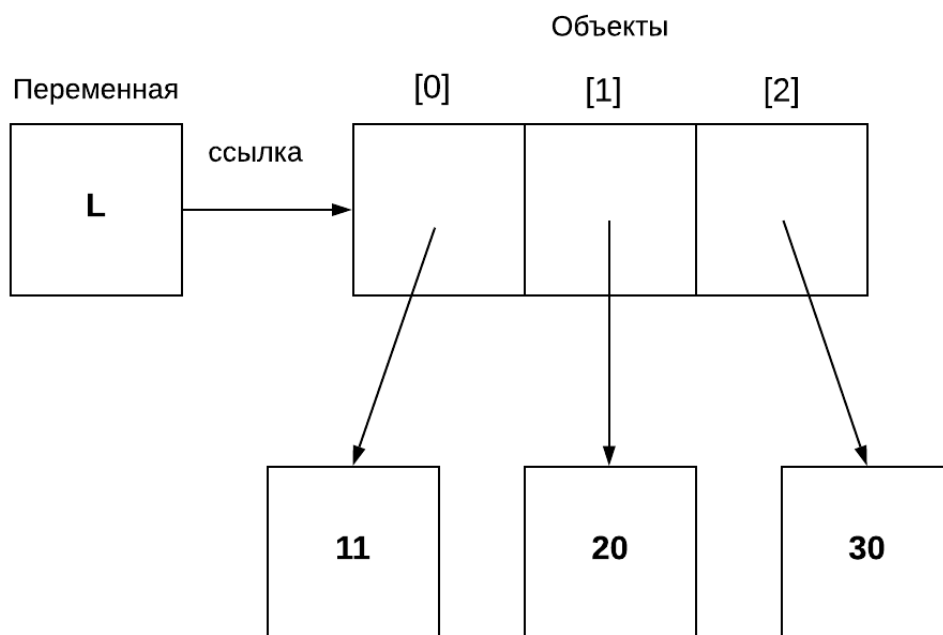 Объекты
Переменная
[0] [1] [2]
L
ссылка
11 20 30